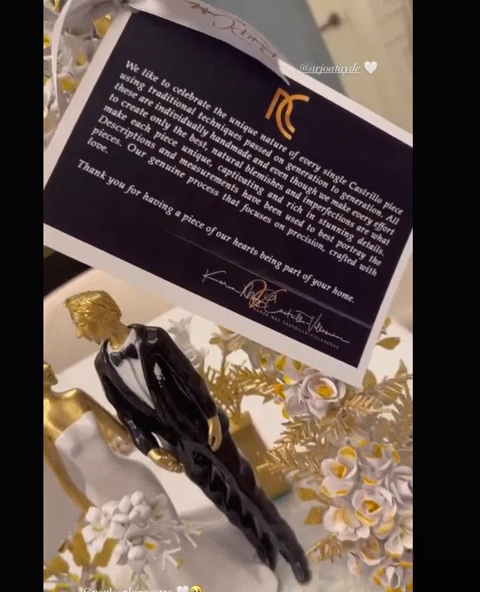 @arjoatayde 🤍
We like to celebrate the unique nature of every single Castrillo piece
using traditional techniques passed on generation to generation. All
these are individually handmade and even though we make every effort
to create only the best, natural blemishes and imperfections are what
make each piece unique, captivating and rich in stunning details.
Descriptions and measurements have been used to best portray the
pieces. Our genuine process that focuses on precision, crafted with
love.
Thank you for having a piece of our hearts being part of your home.